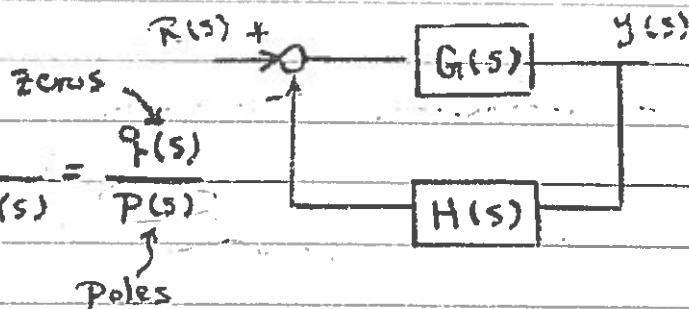 R(s) + G(s) y(s)
zeros
q(s)
(s) = P(s)
H(s)
Poles